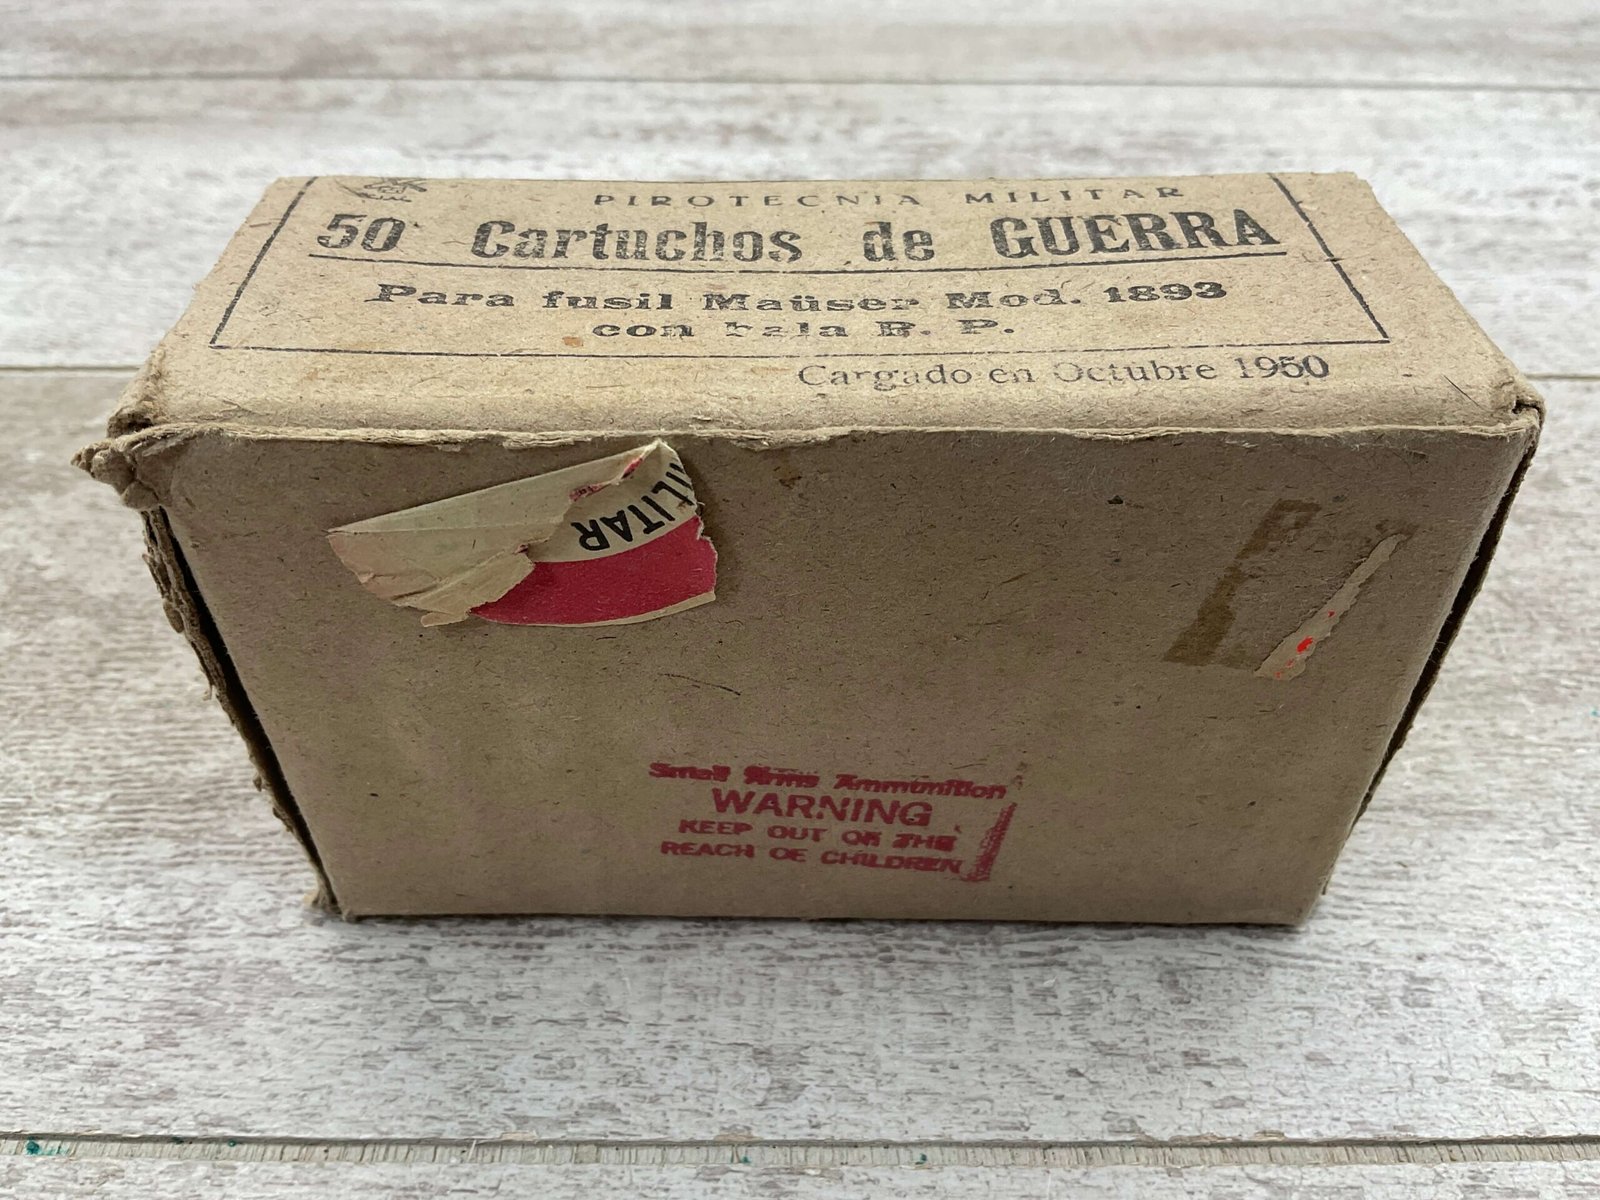 PIROTECNIA MILITAR
50 Cartuchos de GUERRA
Para fusil Maüser Mod. 1893
con bala E. P.
Cargado en Octubre 1950
MILITAR
Small Arms Ammunition
WARNING
KEEP OUT OF THE
REACH OF CHILDREN